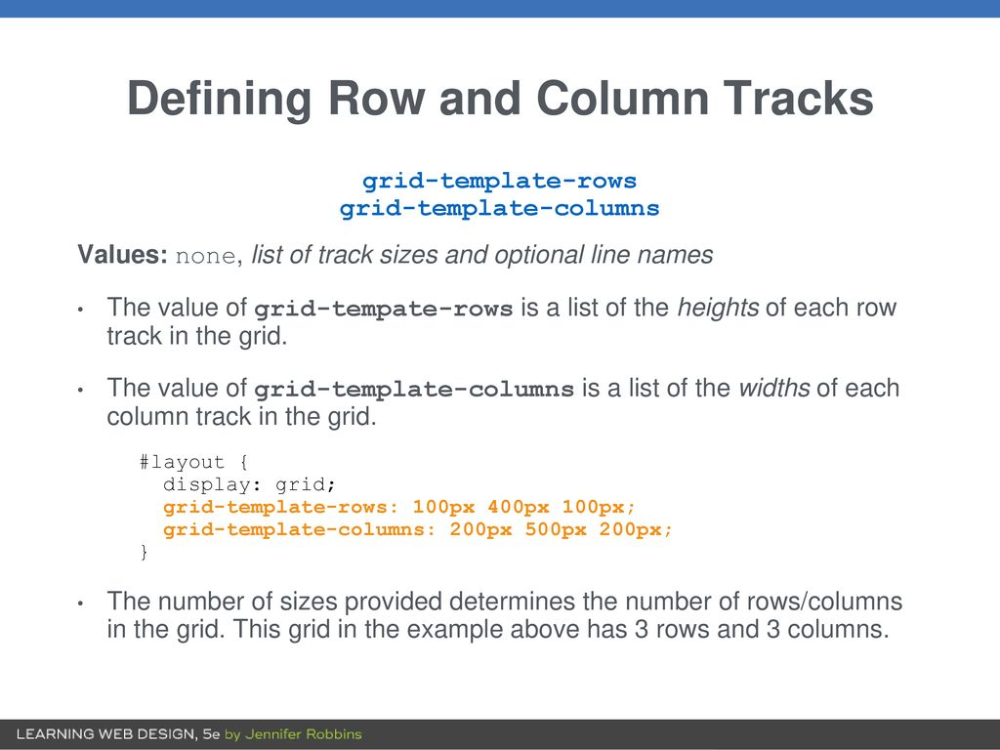 Defining Row and Column Tracks
grid-template-rows
grid-template-columns
Values: none, list of track sizes and optional line names
• The value of grid-tempate-rows is a list of the heights of each row
track in the grid.
• The value of grid-template-columns is a list of the widths of each
column track in the grid.
#layout {
  display: grid;
  grid-template-rows: 100px 400px 100px;
  grid-template-columns: 200px 500px 200px;
}
• The number of sizes provided determines the number of rows/columns
in the grid. This grid in the example above has 3 rows and 3 columns.
LEARNING WEB DESIGN, 5e by Jennifer Robbins